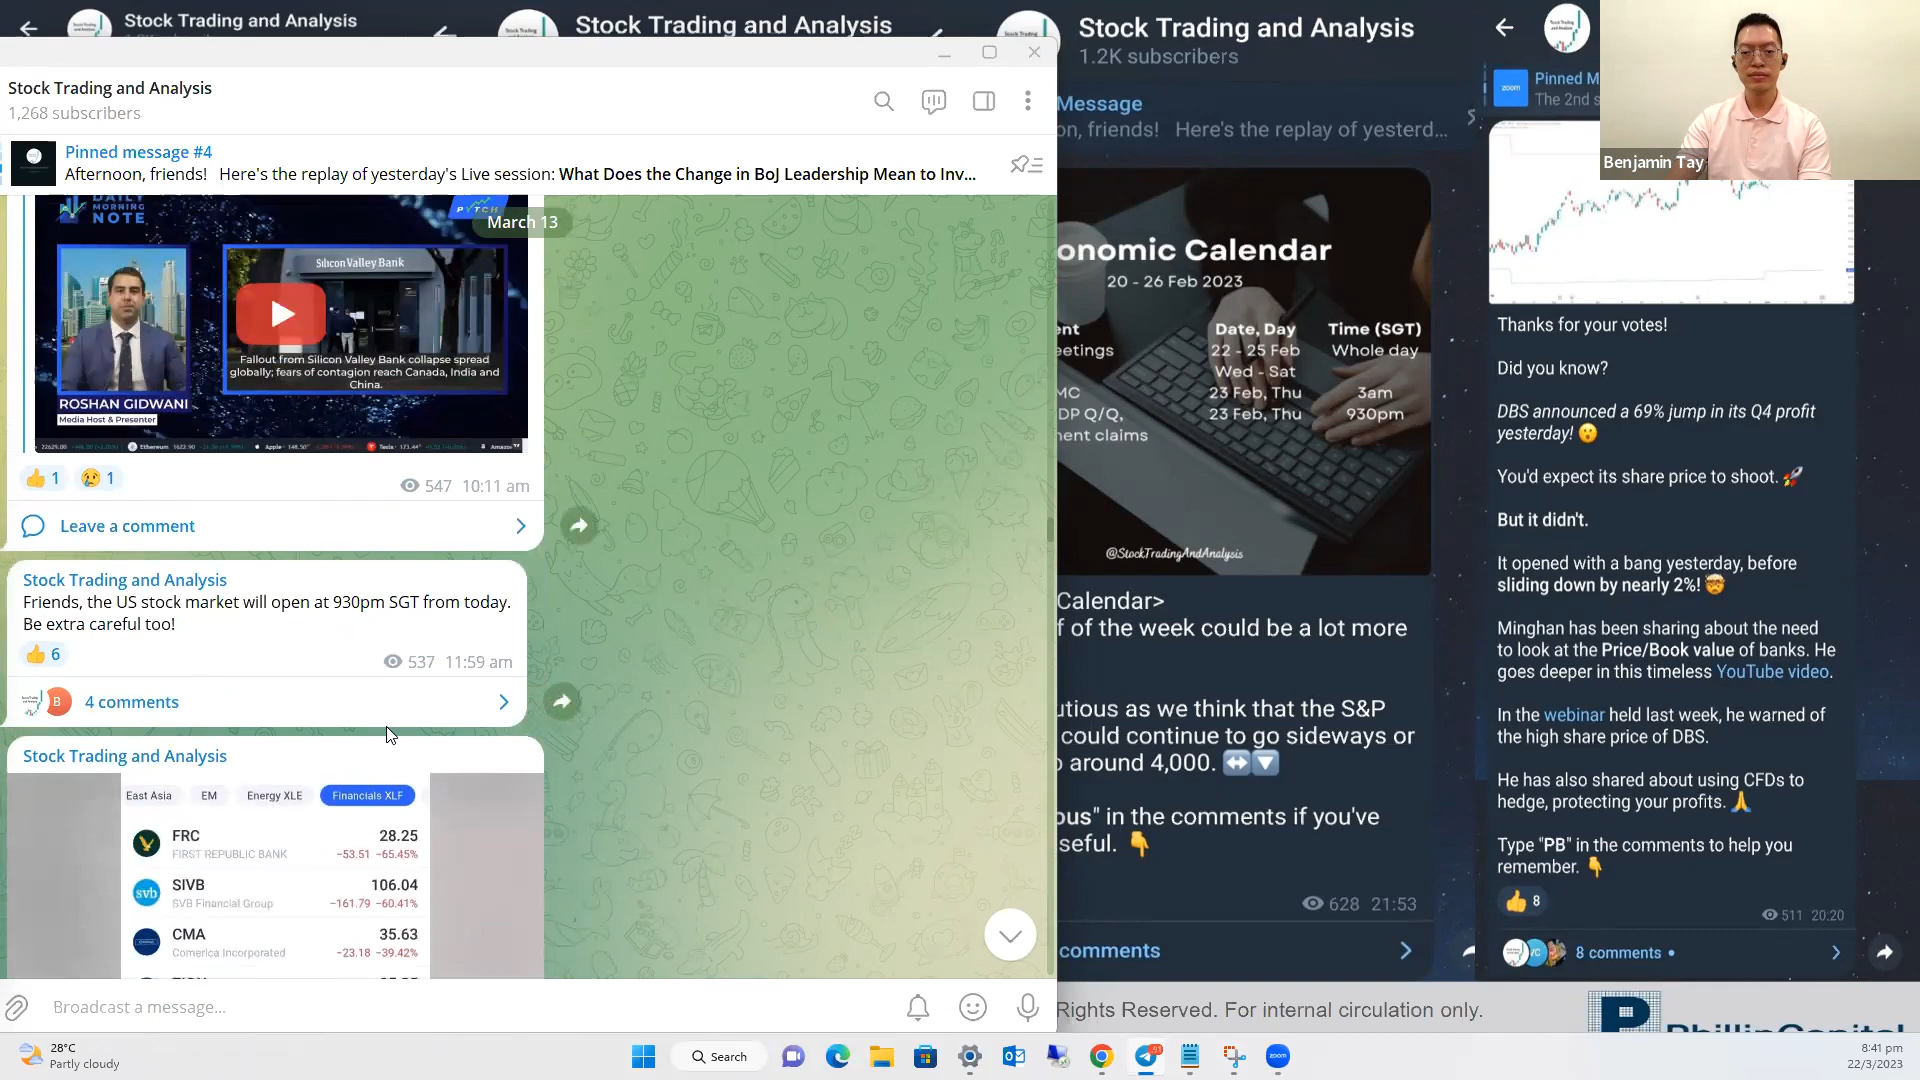 Stock Trading and Analysis
Stock Trading and Analysis
Stock Trading and Analysis
1.2K subscribers
Stock Trading and Analysis
1,268 subscribers
Pinned message #4
Afternoon, friends! Here's the replay of yesterday's Live session: What Does the Change in BoJ Leadership Mean to Inv...
DAILY
MORNING
NOTE
PYTCH
March 13
Silicon Valley Bank
Fallout from Silicon Valley Bank collapse spread
globally; fears of contagion reach Canada, India and
China.
ROSHAN GIDWANI
Media Host & Presenter
👍 1 😢 1
547 10:11 am
Leave a comment
Stock Trading and Analysis
Friends, the US stock market will open at 930pm SGT from today.
Be extra careful too!
👍 6
537 11:59 am
B
4 comments
Stock Trading and Analysis
East Asia EM Energy XLE Financials XLF
FRC 28.25
FIRST REPUBLIC BANK −53.51 −65.45%
svb
SIVB 106.04
SVB Financial Group −161.79 −60.41%
CMA 35.63
Comerica Incorporated −23.18 −39.42%
Broadcast a message...
Message
on, friends! Here's the replay of yesterd...
onomic Calendar
20 - 26 Feb 2023
ent Date, Day Time (SGT)
eetings 22 - 25 Feb Whole day
Wed - Sat
MC 23 Feb, Thu 3am
DP Q/Q, 23 Feb, Thu 930pm
ent claims
@StockTradingAndAnalysis
Calendar>
f of the week could be a lot more
utious as we think that the S&P
could continue to go sideways or
o around 4,000. ↔️🔽
ous" in the comments if you've
seful. 👇
628 21:53
comments
zoom
Pinned M
The 2nd s
Benjamin Tay
Thanks for your votes!
Did you know?
DBS announced a 69% jump in its Q4 profit
yesterday! 😮
You'd expect its share price to shoot. 🚀
But it didn't.
It opened with a bang yesterday, before
sliding down by nearly 2%! 🤯
Minghan has been sharing about the need
to look at the Price/Book value of banks. He
goes deeper in this timeless YouTube video.
In the webinar held last week, he warned of
the high share price of DBS.
He has also shared about using CFDs to
hedge, protecting your profits. 🙏
Type "PB" in the comments to help you
remember. 👇
👍 8
511 20:20
8 comments
Rights Reserved. For internal circulation only.
PhillipCapital
28°C
Partly cloudy
Search
91
zoom
8:41 pm
22/3/2023